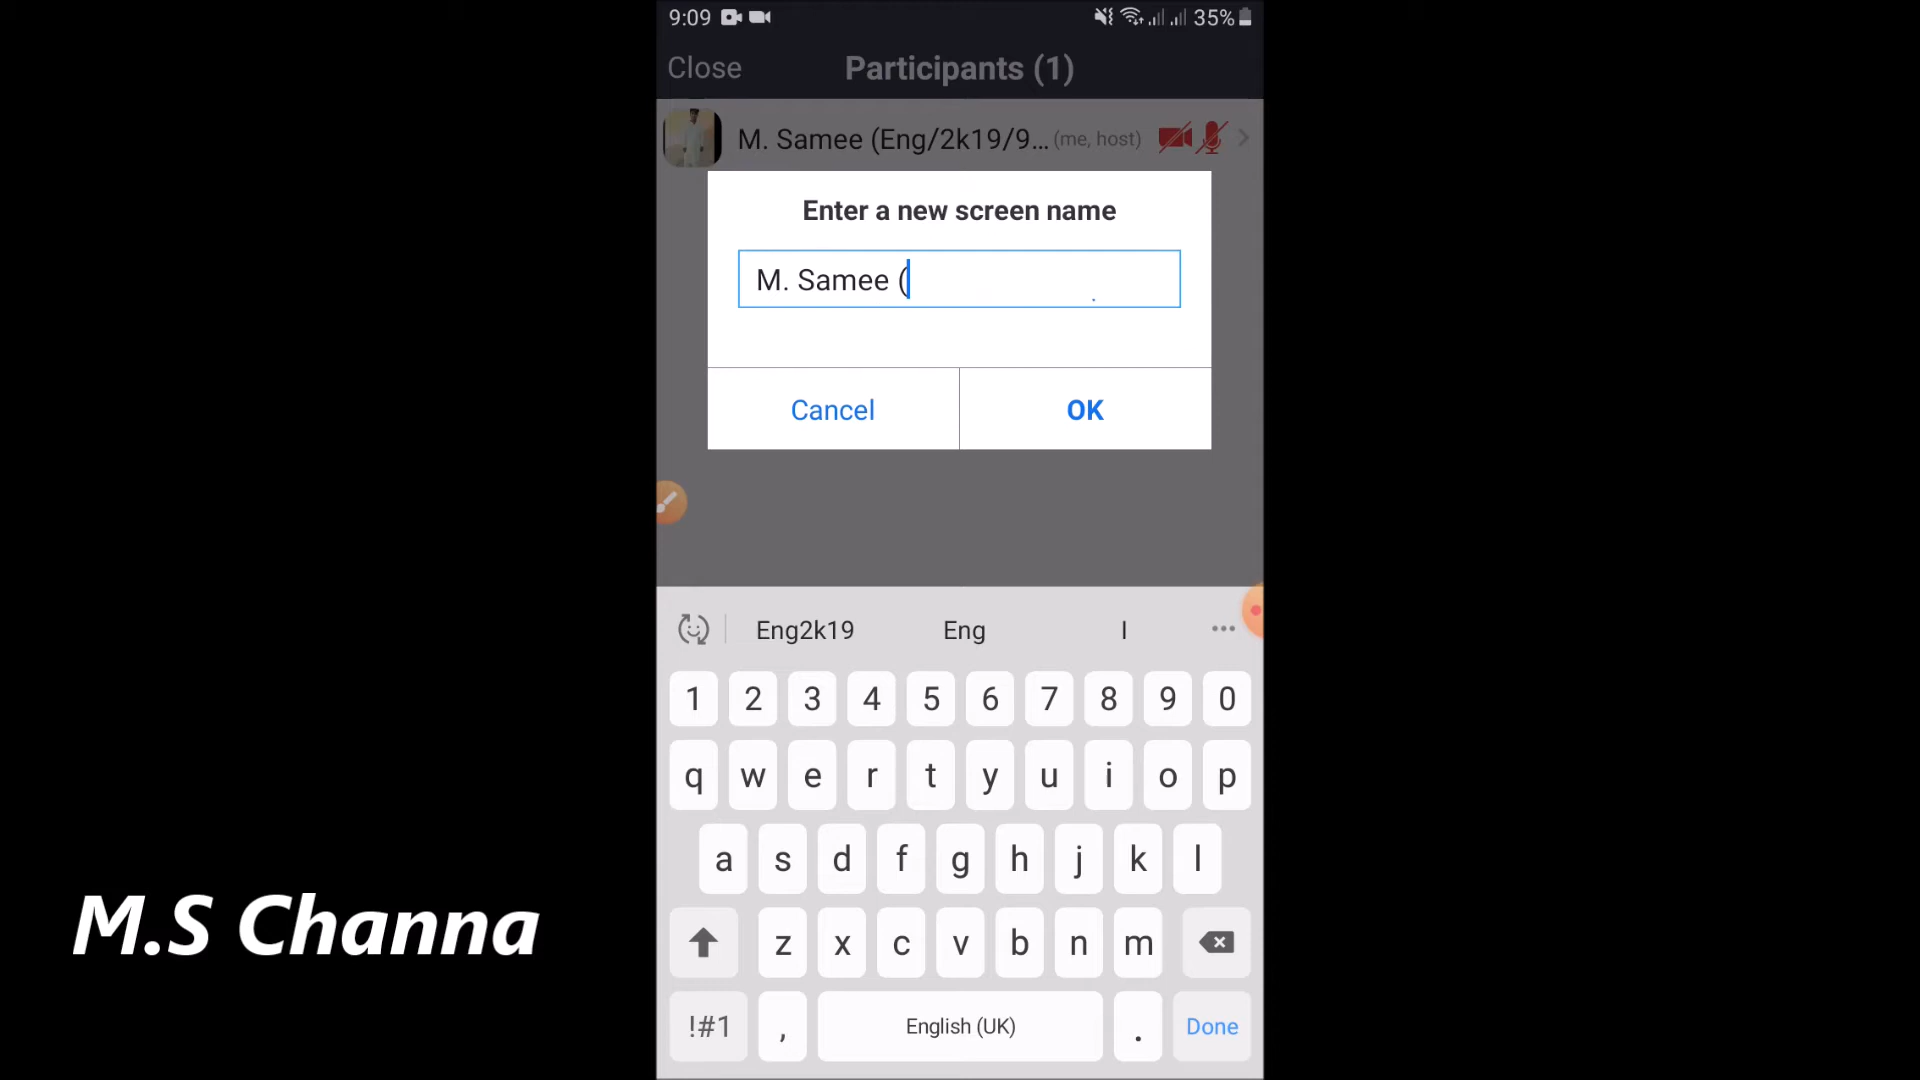 9:09 35%
Close Participants (1)
M. Samee (Eng/2k19/9... (me, host)
Enter a new screen name
M. Samee (
Cancel OK
Eng2k19 Eng I ...
1 2 3 4 5 6 7 8 9 0
q w e r t y u i o p
a s d f g h j k l
z x c v b n m
!#1 , English (UK) . Done
M.S Channa